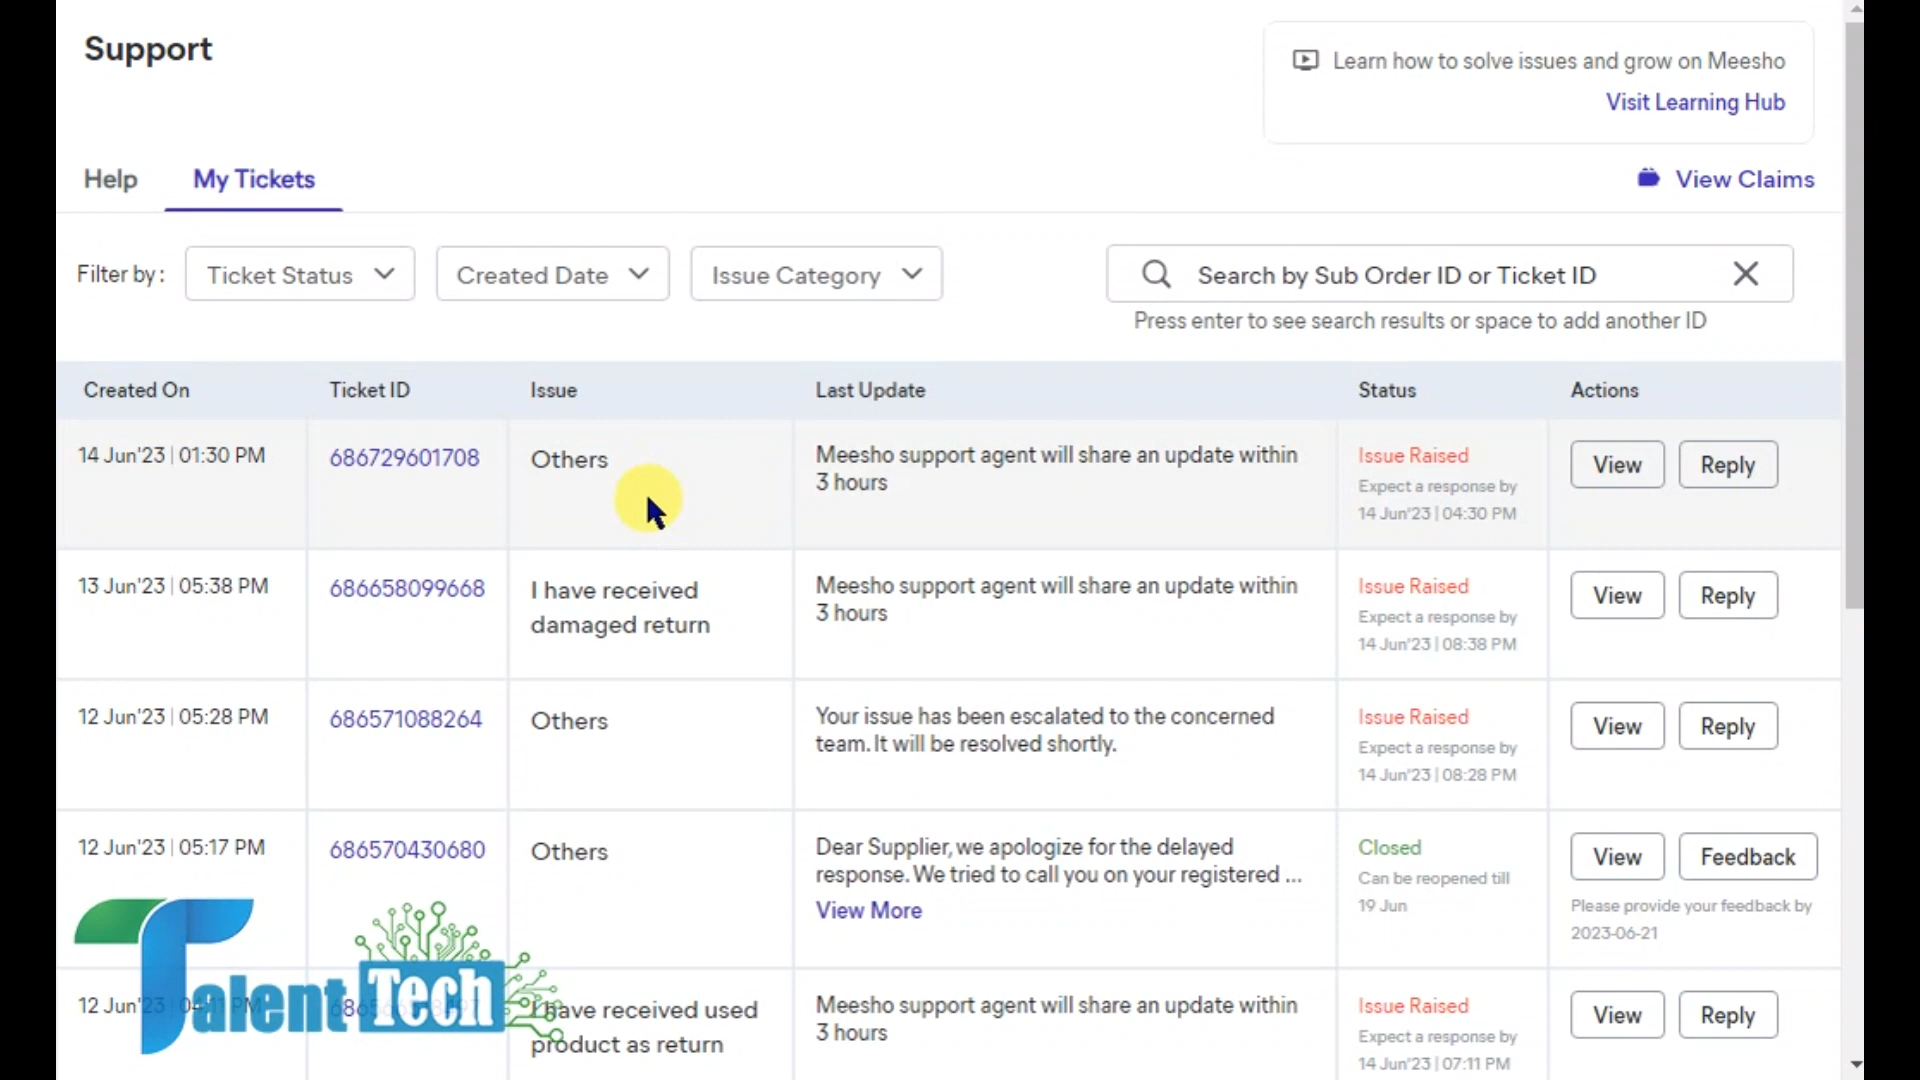 Support
Learn how to solve issues and grow on Meesho
Visit Learning Hub
Help
My Tickets
View Claims
Filter by :
Ticket Status
Created Date
Issue Category
Search by Sub Order ID or Ticket ID
Press enter to see search results or space to add another ID
Created On
Ticket ID
Issue
Last Update
Status
Actions
14 Jun'23 | 01:30 PM
686729601708
Others
Meesho support agent will share an update within
3 hours
Issue Raised
Expect a response by
14 Jun'23 | 04:30 PM
View
Reply
13 Jun'23 | 05:38 PM
686658099668
I have received
damaged return
Meesho support agent will share an update within
3 hours
Issue Raised
Expect a response by
14 Jun'23 | 08:38 PM
View
Reply
12 Jun'23 | 05:28 PM
686571088264
Others
Your issue has been escalated to the concerned
team. It will be resolved shortly.
Issue Raised
Expect a response by
14 Jun'23 | 08:28 PM
View
Reply
12 Jun'23 | 05:17 PM
686570430680
Others
Dear Supplier, we apologize for the delayed
response. We tried to call you on your registered ...
View More
Closed
Can be reopened till
19 Jun
View
Feedback
Please provide your feedback by
2023-06-21
12 Jun'23 | 04:11 PM
I have received used
product as return
Meesho support agent will share an update within
3 hours
Issue Raised
Expect a response by
14 Jun'23 | 07:11 PM
View
Reply
Talent Tech